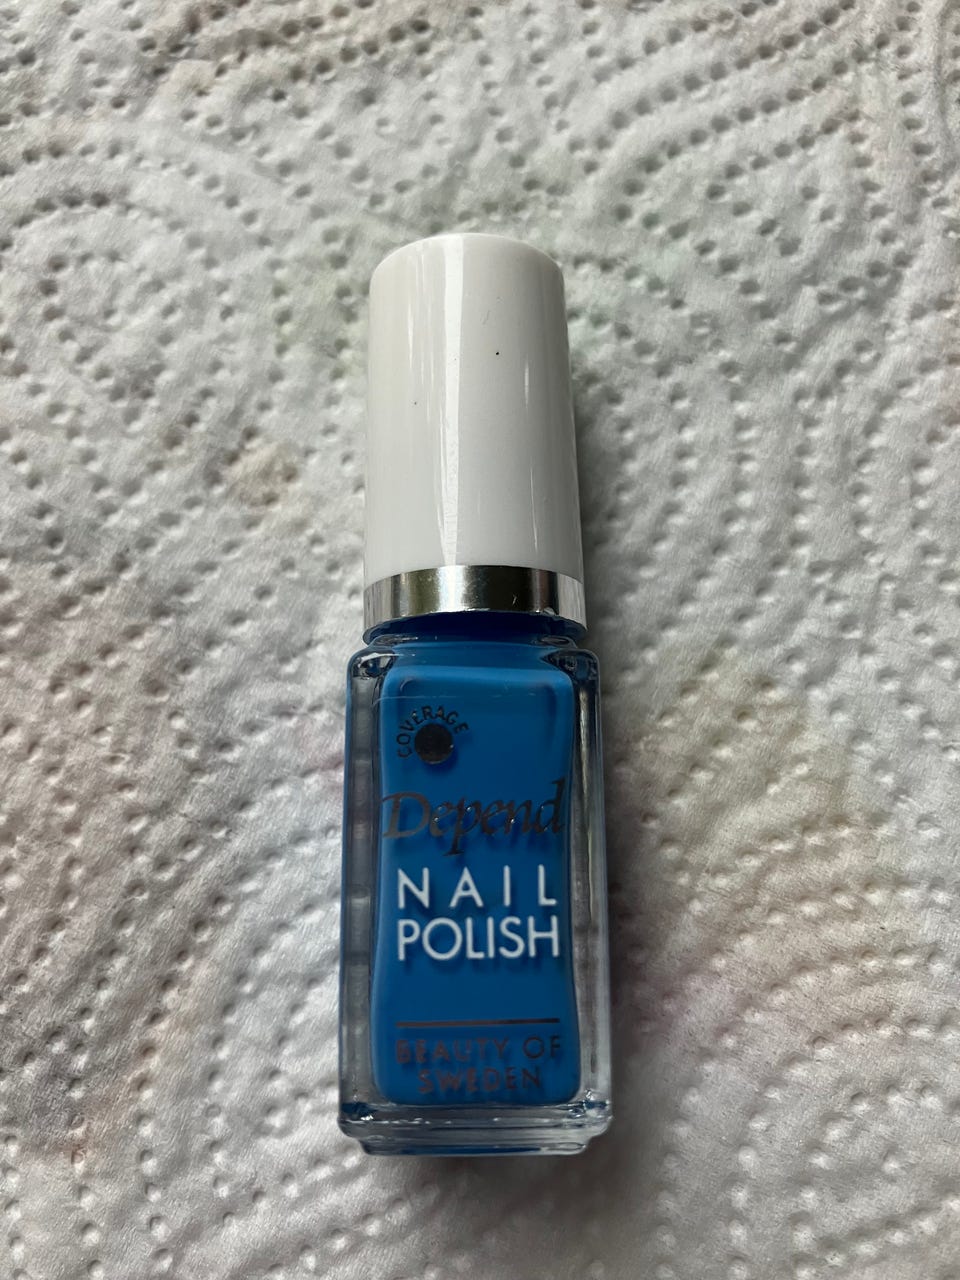 COVERAGE
Depend
NAIL
POLISH
BEAUTY OF
SWEDEN